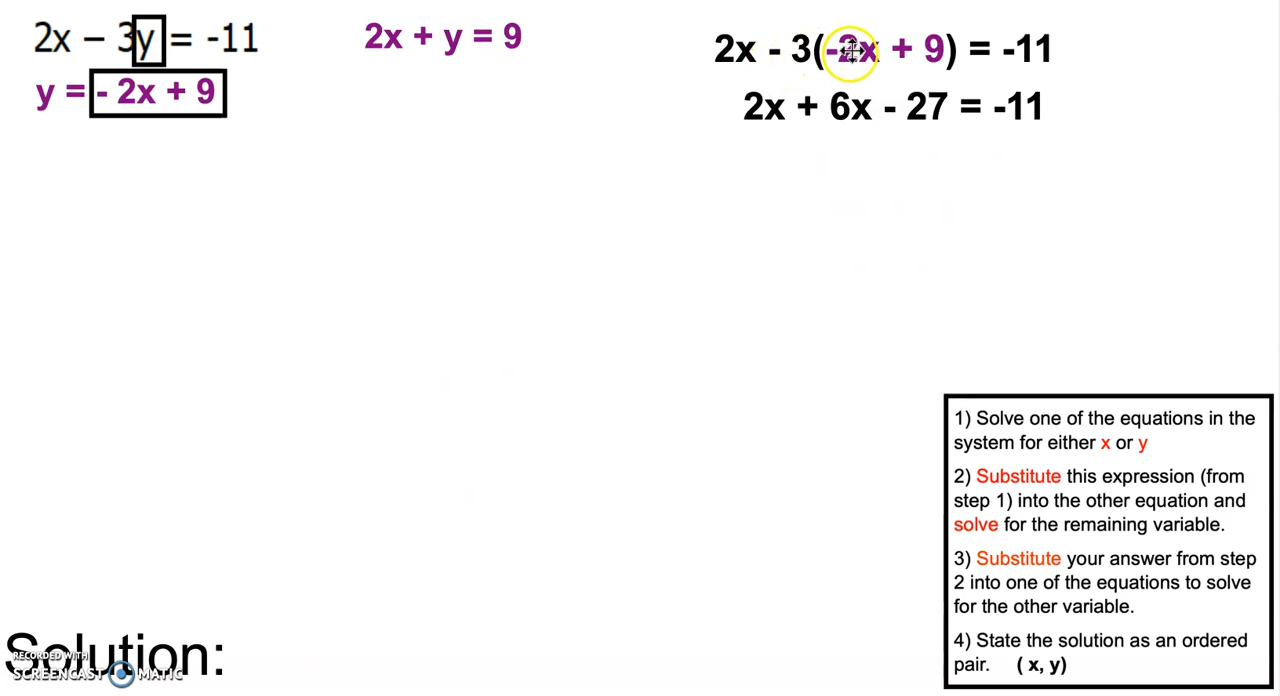 2x − 3y = -11
2x + y = 9
y = - 2x + 9
2x - 3(-2x + 9) = -11
2x + 6x - 27 = -11
1) Solve one of the equations in the
system for either x or y
2) Substitute this expression (from
step 1) into the other equation and
solve for the remaining variable.
3) Substitute your answer from step
2 into one of the equations to solve
for the other variable.
4) State the solution as an ordered
pair. ( x, y)
Solution:
RECORDED WITH
SCREENCAST MATIC